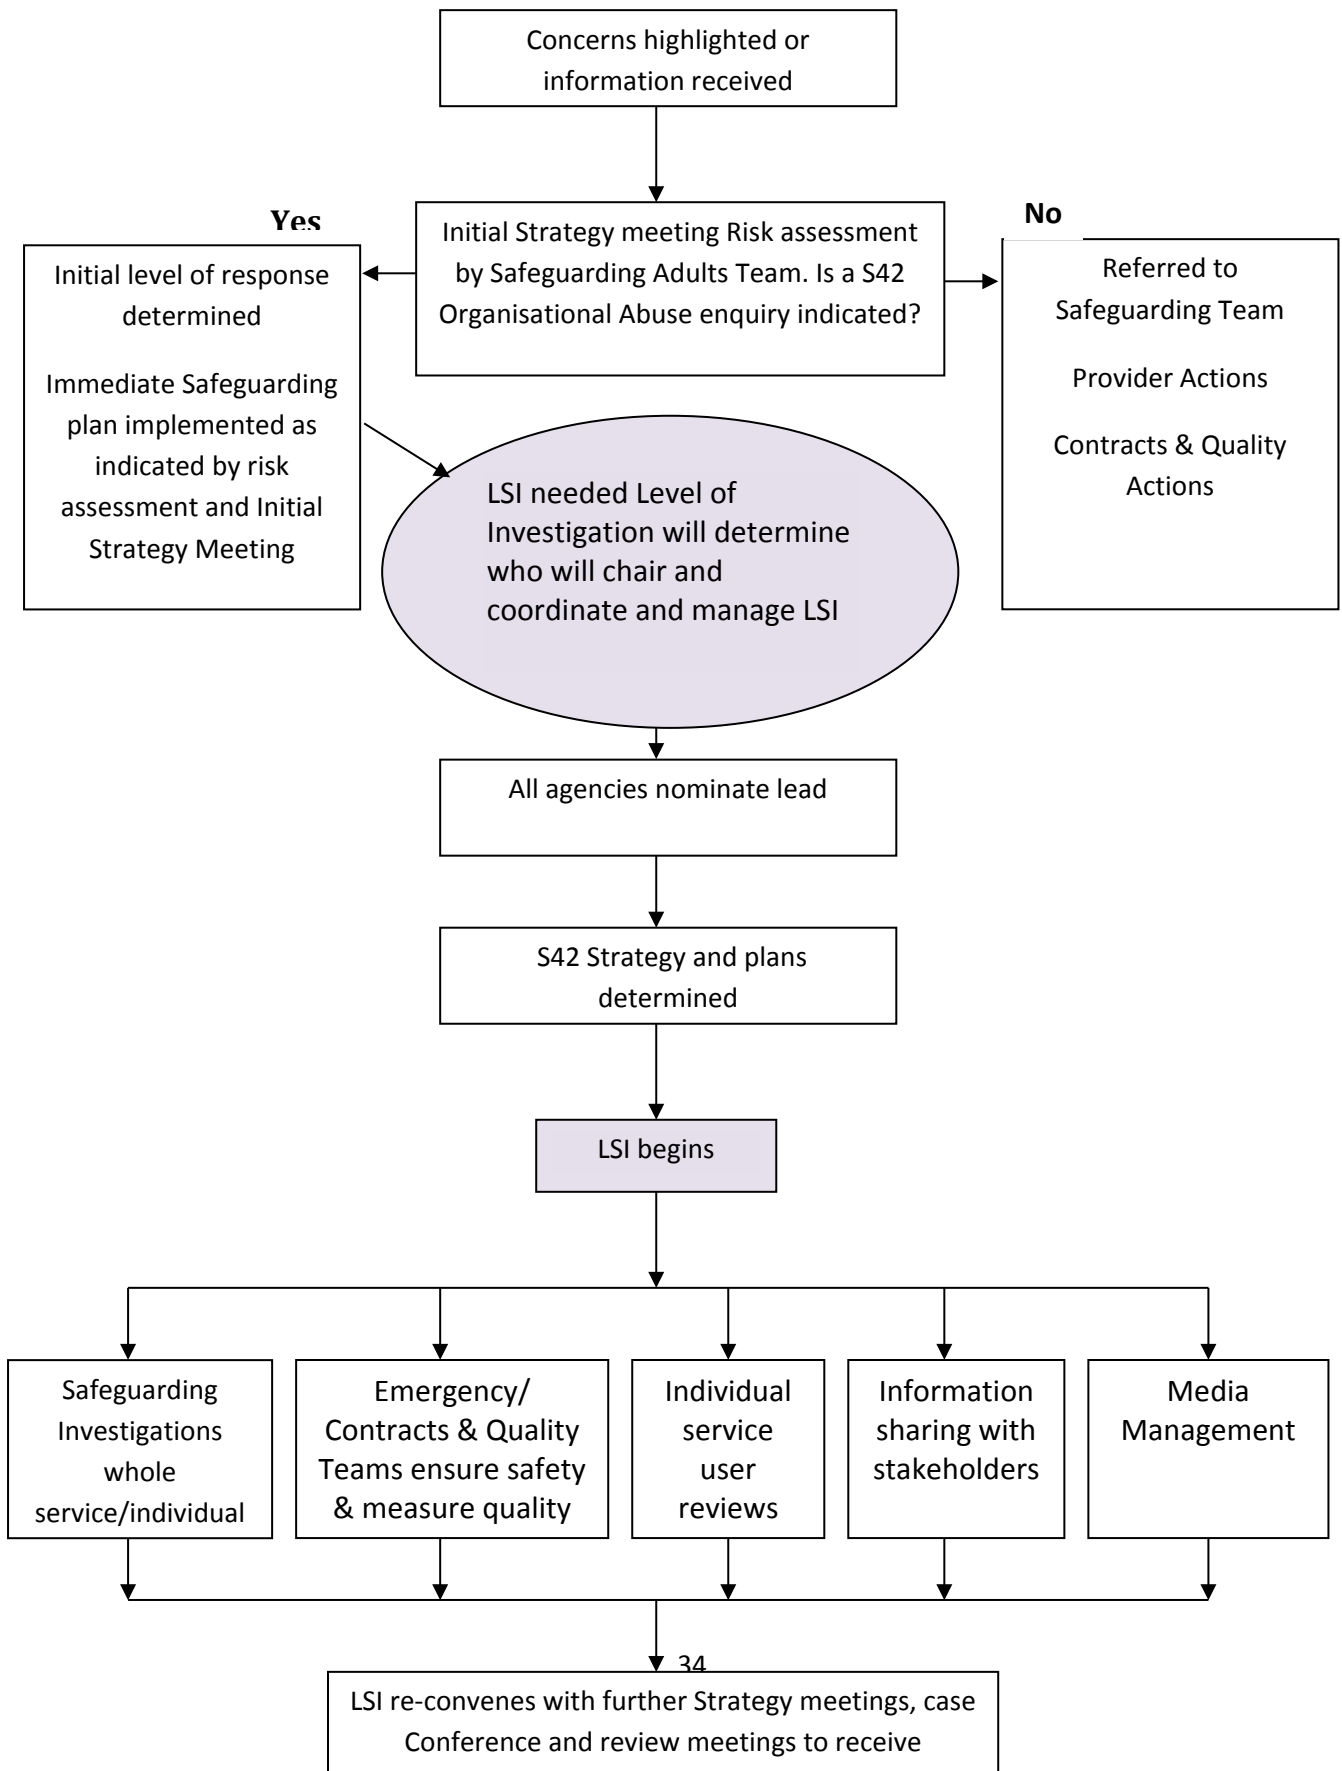 Concerns highlighted or
information received
Yes
Initial Strategy meeting Risk assessment
by Safeguarding Adults Team. Is a S42
Organisational Abuse enquiry indicated?
No
Initial level of response
determined
Immediate Safeguarding
plan implemented as
indicated by risk
assessment and Initial
Strategy Meeting
Referred to
Safeguarding Team
Provider Actions
Contracts & Quality
Actions
LSI needed Level of
Investigation will determine
who will chair and
coordinate and manage LSI
All agencies nominate lead
S42 Strategy and plans
determined
LSI begins
Safeguarding
Investigations
whole
service/individual
Emergency/
Contracts & Quality
Teams ensure safety
& measure quality
Individual
service
user
reviews
Information
sharing with
stakeholders
Media
Management
34
LSI re-convenes with further Strategy meetings, case
Conference and review meetings to receive